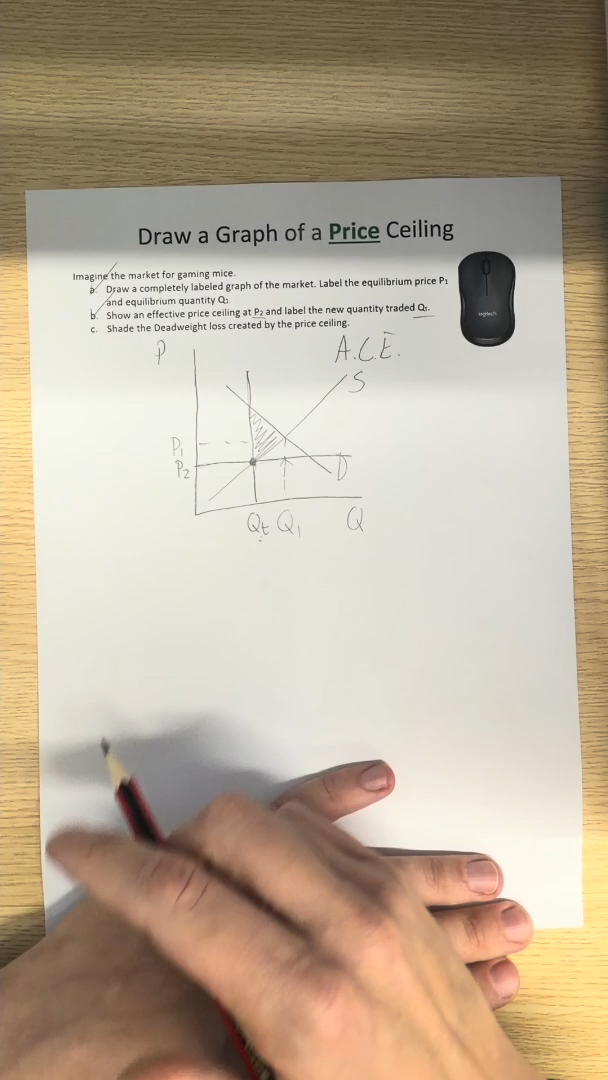 Draw a Graph of a Price Ceiling
Imagine the market for gaming mice.
a. Draw a completely labeled graph of the market. Label the equilibrium price P₁
and equilibrium quantity Q₁.
b. Show an effective price ceiling at P₂ and label the new quantity traded Qₜ.
c. Shade the Deadweight loss created by the price ceiling.
logitech
P
A.C.E.
S
P₁
P₂
D
Qt Q₁ Q